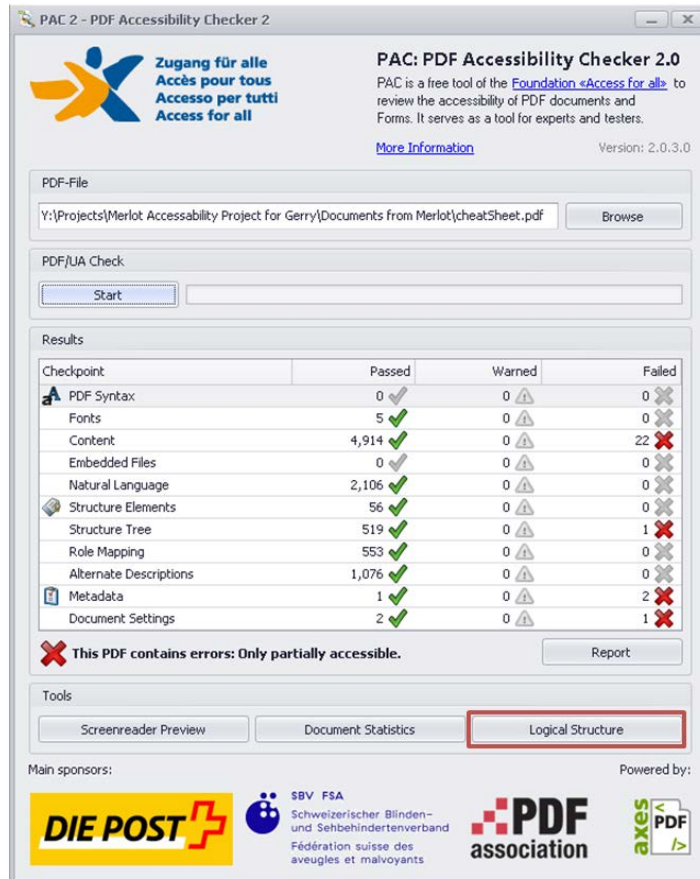 PAC 2 - PDF Accessibility Checker 2
Zugang für alle
Accès pour tous
Accesso per tutti
Access for all
PAC: PDF Accessibility Checker 2.0
PAC is a free tool of the Foundation «Access for all» to
review the accessibility of PDF documents and
Forms. It serves as a tool for experts and testers.
More Information Version: 2.0.3.0
PDF-File
Y:\Projects\Merlot Accessability Project for Gerry\Documents from Merlot\cheatSheet.pdf Browse
PDF/UA Check
Start
Results
Checkpoint Passed Warned Failed
PDF Syntax 0 0 0
Fonts 5 0 0
Content 4,914 0 22
Embedded Files 0 0 0
Natural Language 2,106 0 0
Structure Elements 56 0 0
Structure Tree 519 0 1
Role Mapping 553 0 0
Alternate Descriptions 1,076 0 0
Metadata 1 0 2
Document Settings 2 0 1
This PDF contains errors: Only partially accessible. Report
Tools
Screenreader Preview Document Statistics Logical Structure
Main sponsors: Powered by:
DIE POST
SBV FSA
Schweizerischer Blinden-
und Sehbehindertenverband
Fédération suisse des
aveugles et malvoyants
PDF
association
axes
PDF